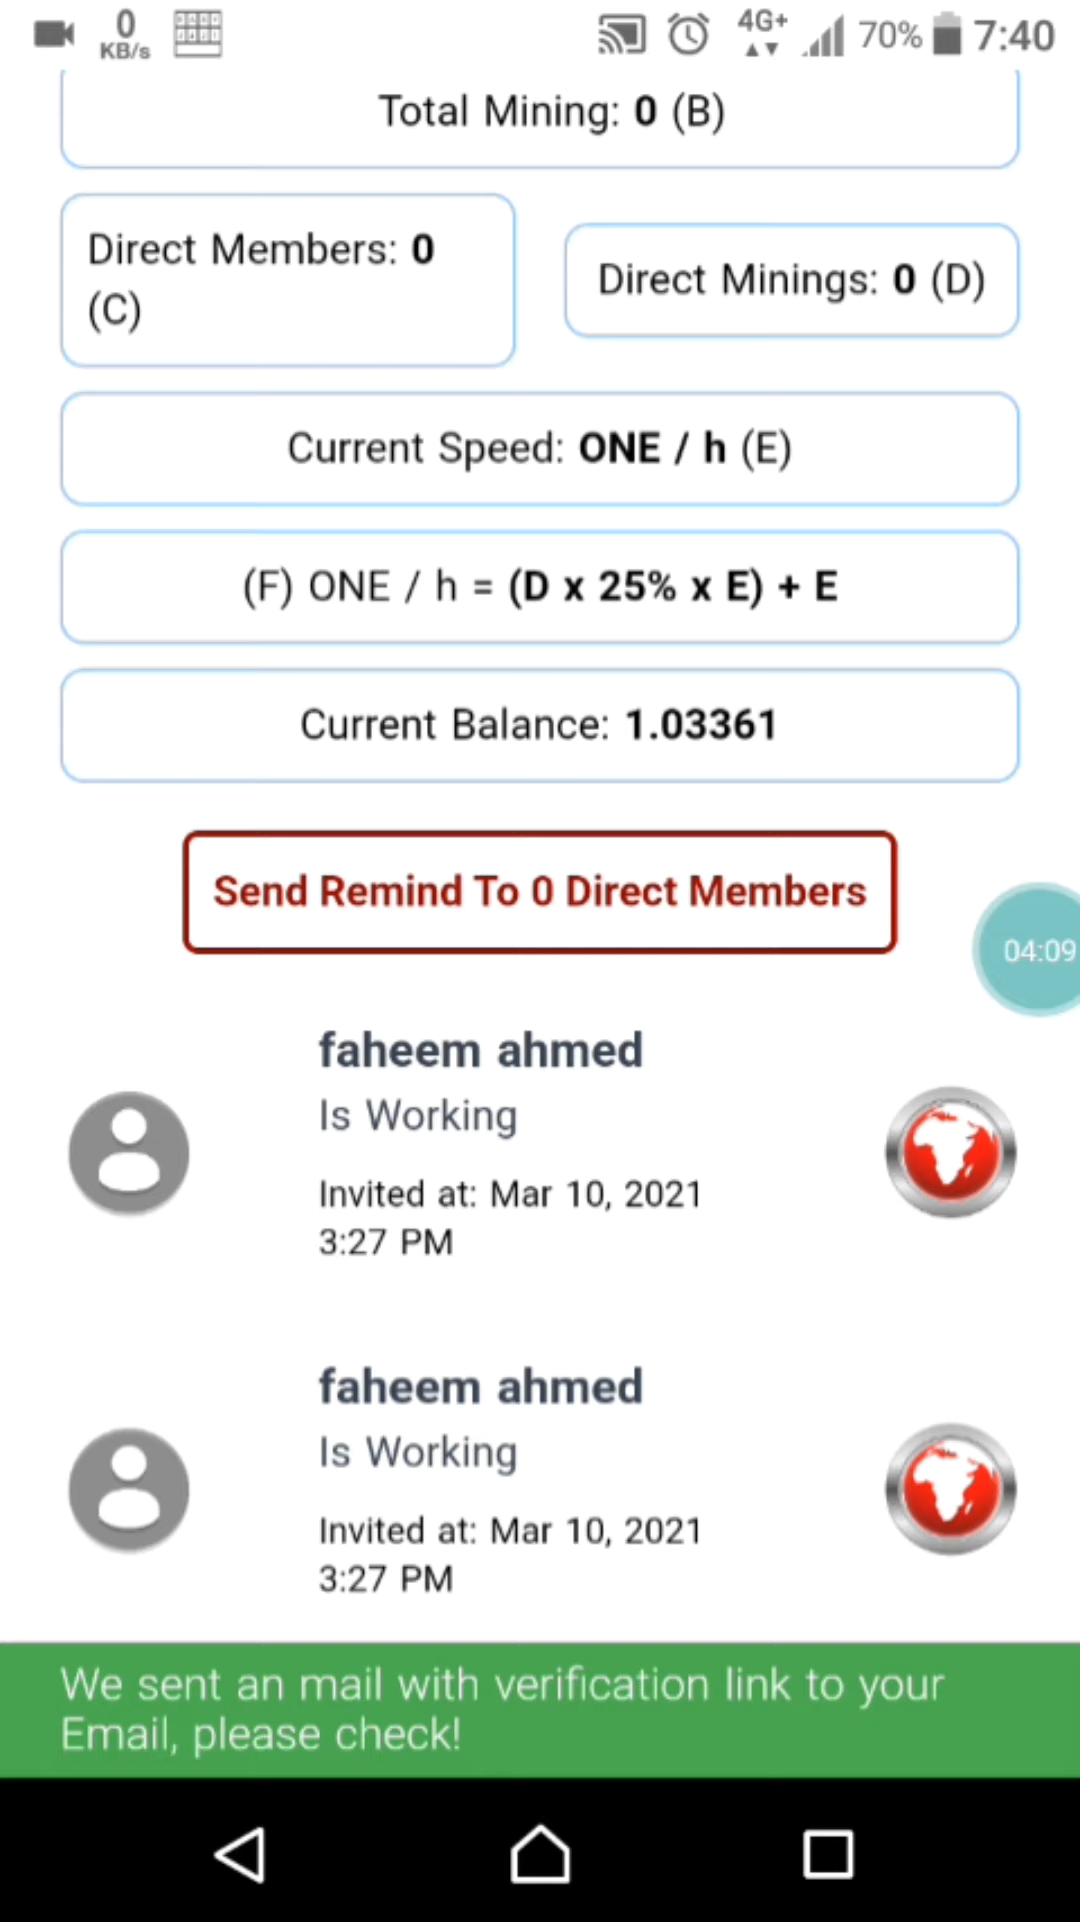 0
KB/s
4G+
70%
7:40
Total Mining: 0 (B)
Direct Members: 0
(C)
Direct Minings: 0 (D)
Current Speed: ONE / h (E)
(F) ONE / h = (D x 25% x E) + E
Current Balance: 1.03361
Send Remind To 0 Direct Members
04:09
faheem ahmed
Is Working
Invited at: Mar 10, 2021
3:27 PM
faheem ahmed
Is Working
Invited at: Mar 10, 2021
3:27 PM
We sent an mail with verification link to your
Email, please check!